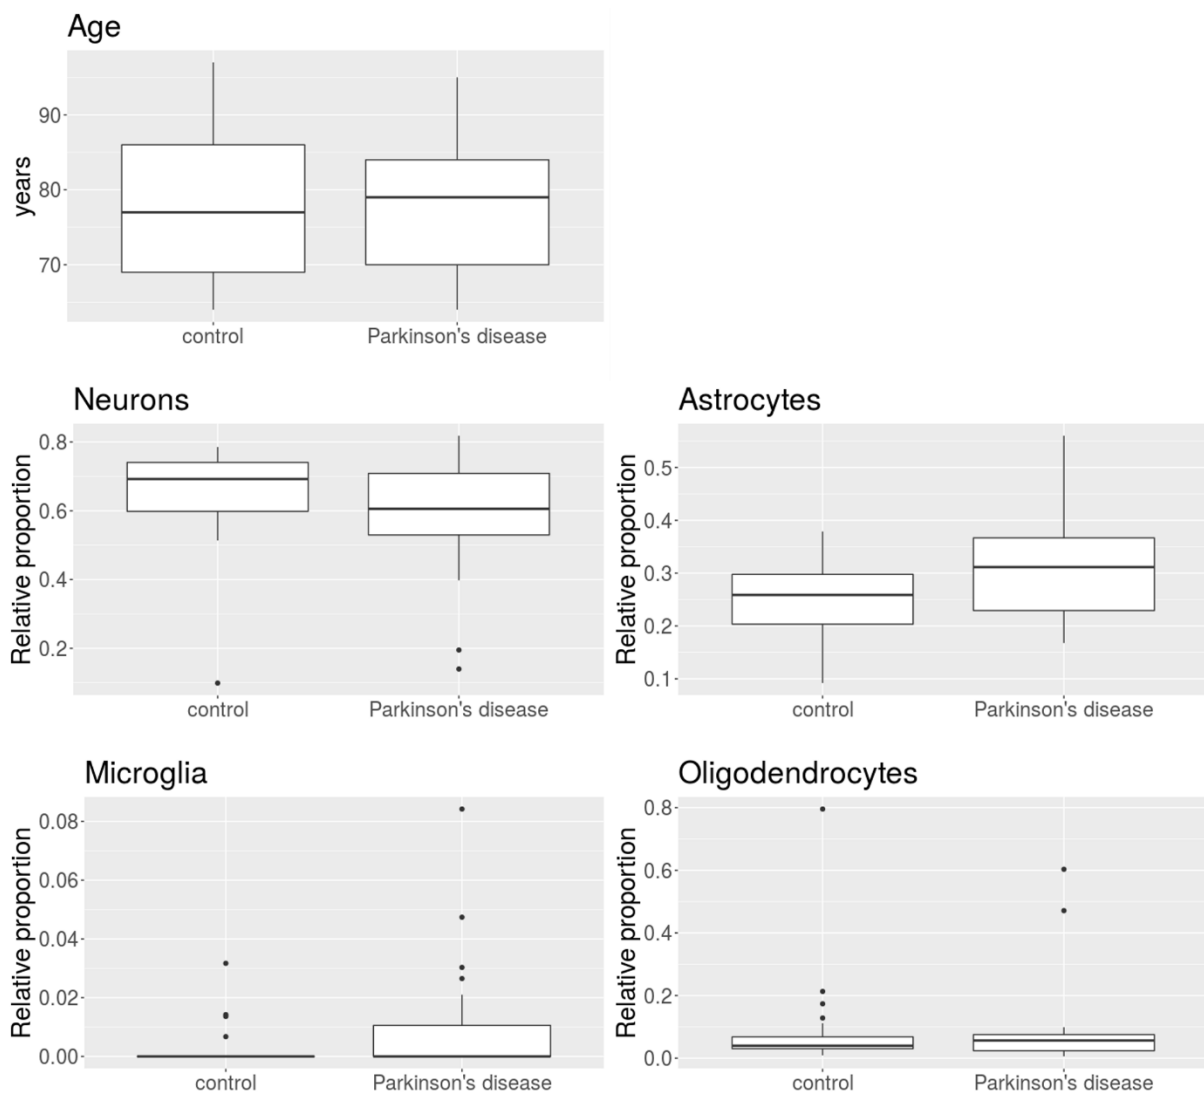 Age
years
90
80
70
control Parkinson's disease
Neurons
Relative proportion
0.8
0.6
0.4
0.2
control Parkinson's disease
Astrocytes
Relative proportion
0.5
0.4
0.3
0.2
0.1
control Parkinson's disease
Microglia
Relative proportion
0.08
0.06
0.04
0.02
0.00
control Parkinson's disease
Oligodendrocytes
Relative proportion
0.8
0.6
0.4
0.2
0.0
control Parkinson's disease